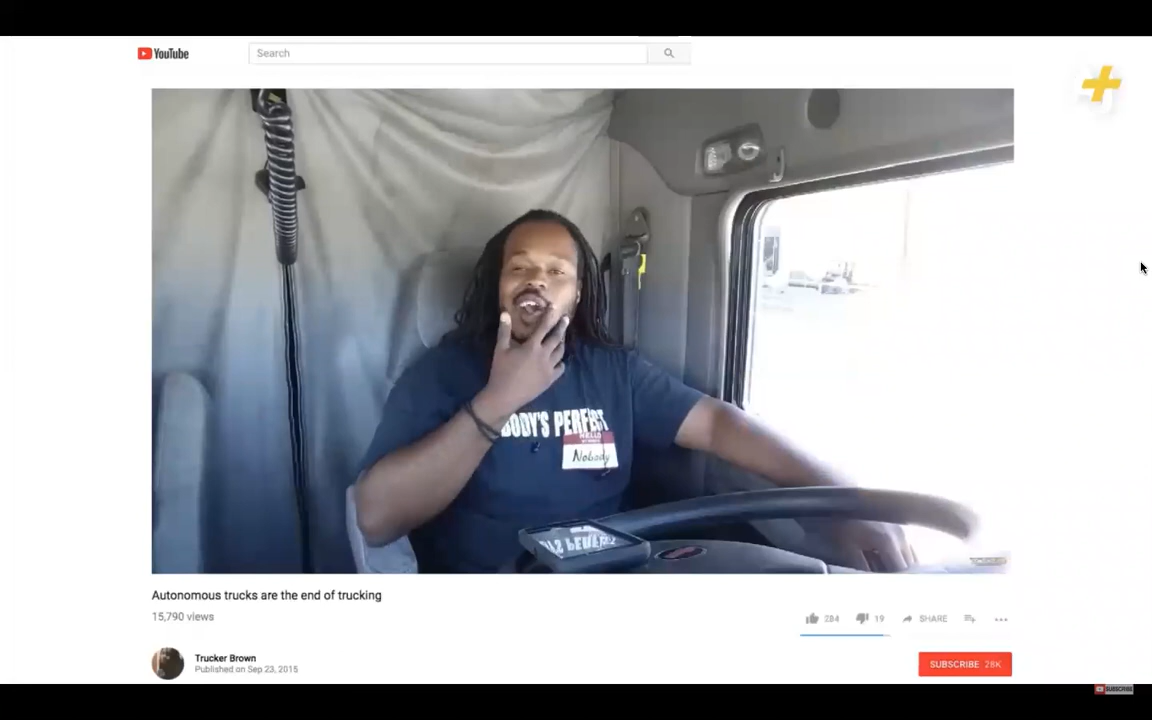 YouTube
Search
BODY'S PERFECT
HELLO
Nobody
Autonomous trucks are the end of trucking
15,790 views
284
19
SHARE
Trucker Brown
Published on Sep 23, 2015
SUBSCRIBE 28K
SUBSCRIBE